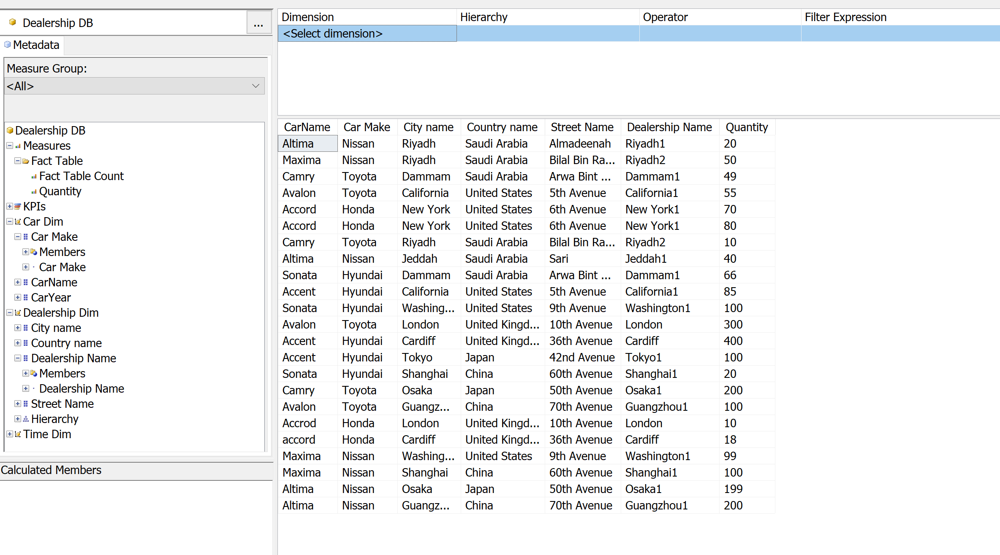 Dealership DB
...
Metadata
Measure Group:
<All>
Dealership DB
Measures
Fact Table
Fact Table Count
Quantity
KPIs
Car Dim
Car Make
Members
Car Make
CarName
CarYear
Dealership Dim
City name
Country name
Dealership Name
Members
Dealership Name
Street Name
Hierarchy
Time Dim
Calculated Members
Dimension Hierarchy Operator Filter Expression
<Select dimension>
CarName Car Make City name Country name Street Name Dealership Name Quantity
Altima Nissan Riyadh Saudi Arabia Almadeenah Riyadh1 20
Maxima Nissan Riyadh Saudi Arabia Bilal Bin Ra... Riyadh2 50
Camry Toyota Dammam Saudi Arabia Arwa Bint ... Dammam1 49
Avalon Toyota California United States 5th Avenue California1 55
Accord Honda New York United States 6th Avenue New York1 70
Accord Honda New York United States 6th Avenue New York1 80
Camry Toyota Riyadh Saudi Arabia Bilal Bin Ra... Riyadh2 10
Altima Nissan Jeddah Saudi Arabia Sari Jeddah1 40
Sonata Hyundai Dammam Saudi Arabia Arwa Bint ... Dammam1 66
Accent Hyundai California United States 5th Avenue California1 85
Sonata Hyundai Washing... United States 9th Avenue Washington1 100
Avalon Toyota London United Kingd... 10th Avenue London 300
Accent Hyundai Cardiff United Kingd... 36th Avenue Cardiff 400
Accent Hyundai Tokyo Japan 42nd Avenue Tokyo1 100
Sonata Hyundai Shanghai China 60th Avenue Shanghai1 20
Camry Toyota Osaka Japan 50th Avenue Osaka1 200
Avalon Toyota Guangz... China 70th Avenue Guangzhou1 100
Accrod Honda London United Kingd... 10th Avenue London 10
accord Honda Cardiff United Kingd... 36th Avenue Cardiff 18
Maxima Nissan Washing... United States 9th Avenue Washington1 99
Maxima Nissan Shanghai China 60th Avenue Shanghai1 100
Altima Nissan Osaka Japan 50th Avenue Osaka1 199
Altima Nissan Guangz... China 70th Avenue Guangzhou1 200